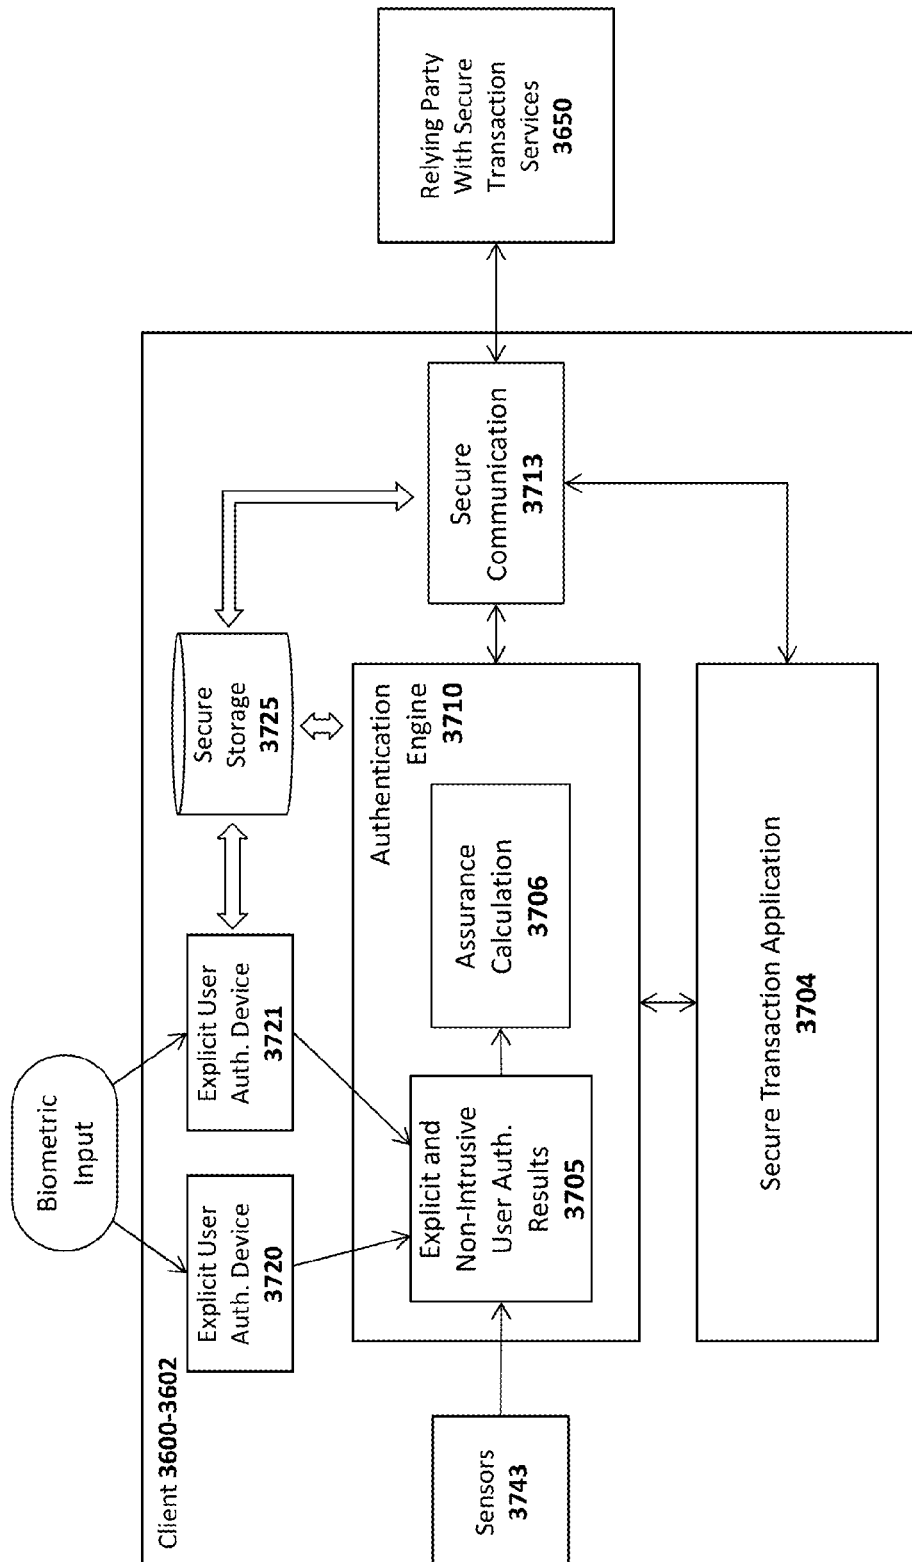 Biometric
Input
Client 3600-3602
Explicit User
Auth. Device
3720
Explicit User
Auth. Device
3721
Secure
Storage
3725
Sensors
3743
Authentication
Engine 3710
Explicit and
Non-Intrusive
User Auth.
Results
3705
Assurance
Calculation
3706
Secure
Communication
3713
Relying Party
With Secure
Transaction
Services
3650
Secure Transaction Application
3704